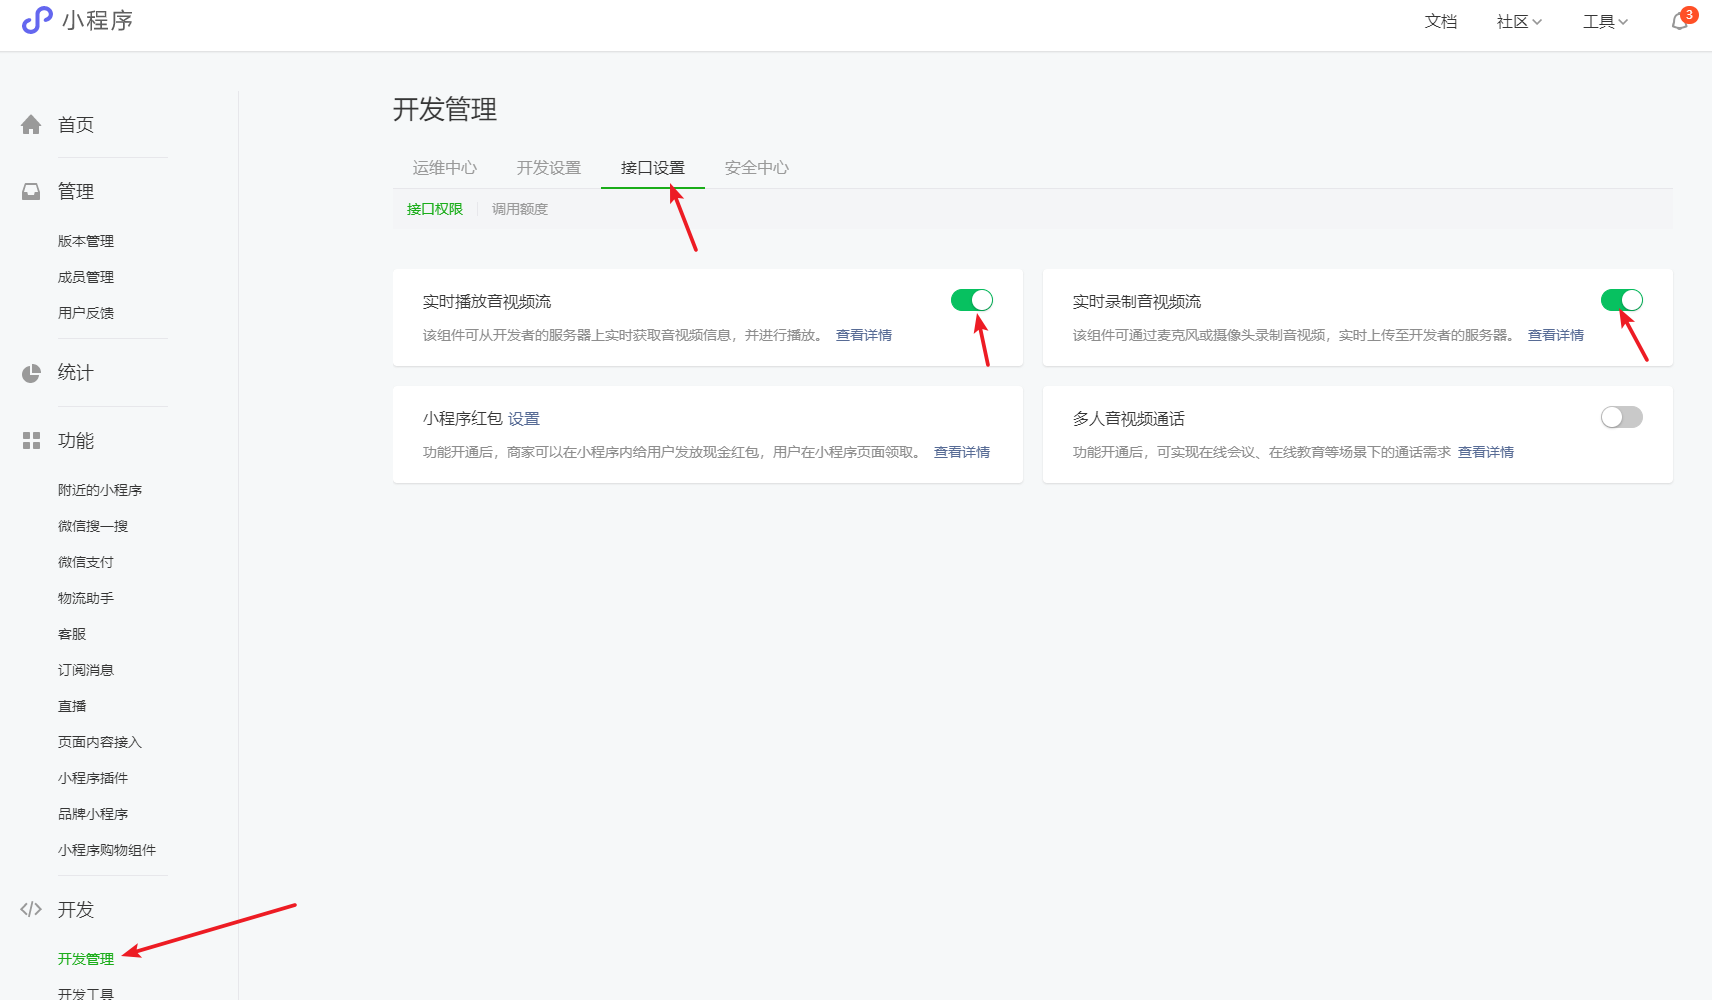 小程序
文档 社区 工具 3
首页
管理
版本管理
成员管理
用户反馈
统计
功能
附近的小程序
微信搜一搜
微信支付
物流助手
客服
订阅消息
直播
页面内容接入
小程序插件
品牌小程序
小程序购物组件
开发
开发管理
开发工具
开发管理
运维中心 开发设置 接口设置 安全中心
接口权限 调用额度
实时播放音视频流
该组件可从开发者的服务器上实时获取音视频信息，并进行播放。 查看详情
实时录制音视频流
该组件可通过麦克风或摄像头录制音视频，实时上传至开发者的服务器。 查看详情
小程序红包 设置
功能开通后，商家可以在小程序内给用户发放现金红包，用户在小程序页面领取。 查看详情
多人音视频通话
功能开通后，可实现在线会议、在线教育等场景下的通话需求 查看详情